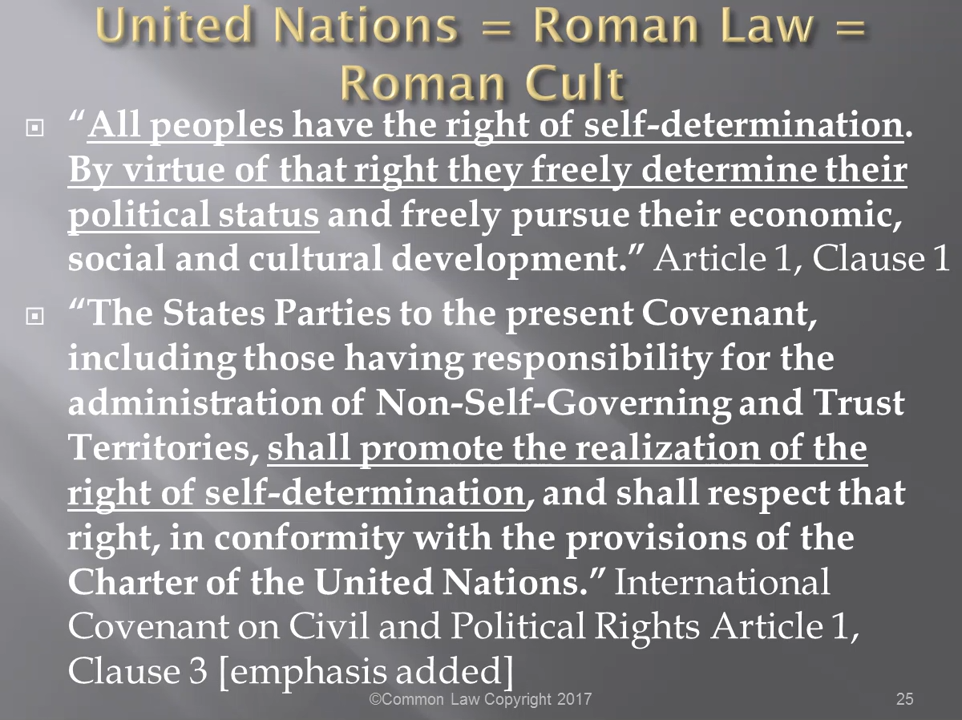 United Nations = Roman Law =
Roman Cult
“All peoples have the right of self-determination.
By virtue of that right they freely determine their
political status and freely pursue their economic,
social and cultural development.” Article 1, Clause 1
“The States Parties to the present Covenant,
including those having responsibility for the
administration of Non-Self-Governing and Trust
Territories, shall promote the realization of the
right of self-determination, and shall respect that
right, in conformity with the provisions of the
Charter of the United Nations.” International
Covenant on Civil and Political Rights Article 1,
Clause 3 [emphasis added]
©Common Law Copyright 2017
25